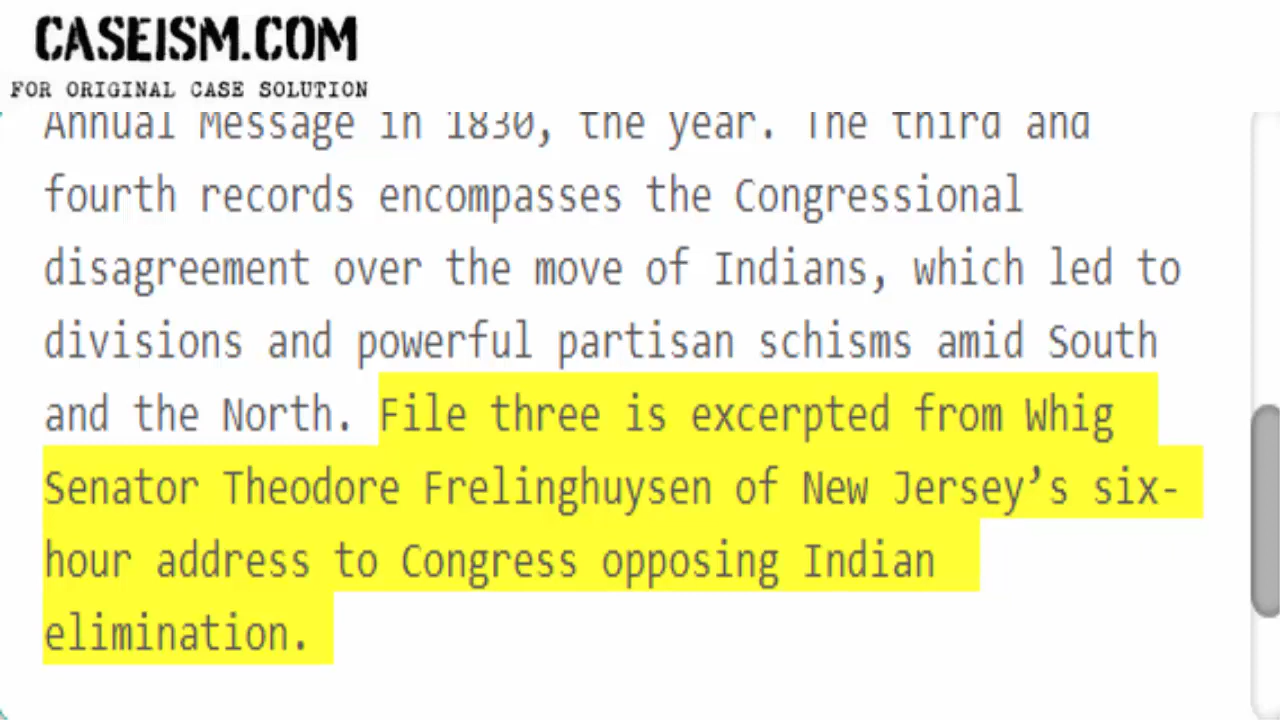 CASEISM.COM
FOR ORIGINAL CASE SOLUTION
Annual Message in 1830, the year. The third and
fourth records encompasses the Congressional
disagreement over the move of Indians, which led to
divisions and powerful partisan schisms amid South
and the North. File three is excerpted from Whig
Senator Theodore Frelinghuysen of New Jersey’s six-
hour address to Congress opposing Indian
elimination.